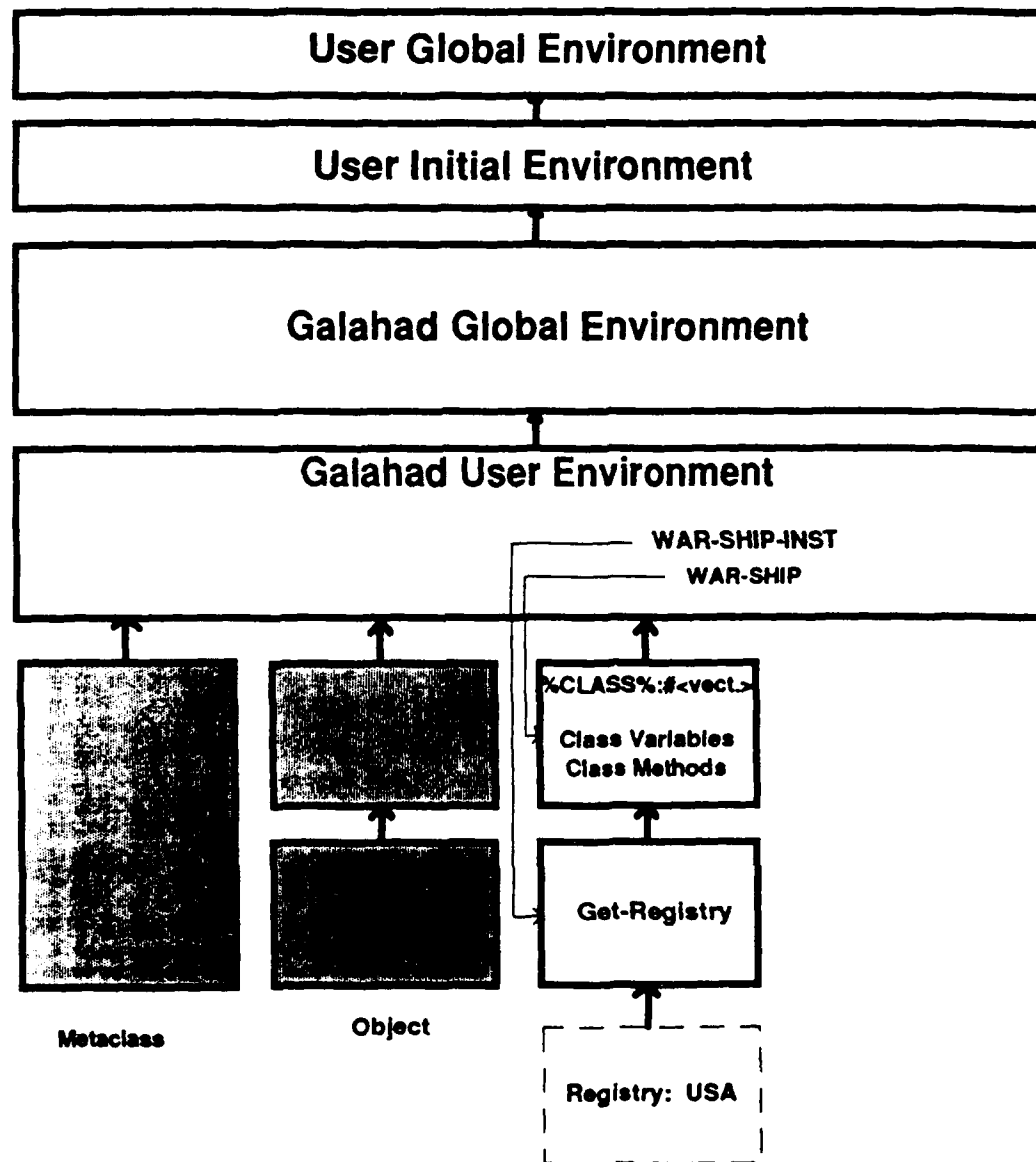 User Global Environment
User Initial Environment
Galahad Global Environment
Galahad User Environment
WAR-SHIP-INST
WAR-SHIP
%CLASS%:#<vect.>
Class Variables
Class Methods
Get-Registry
Metaclass
Object
Registry: USA